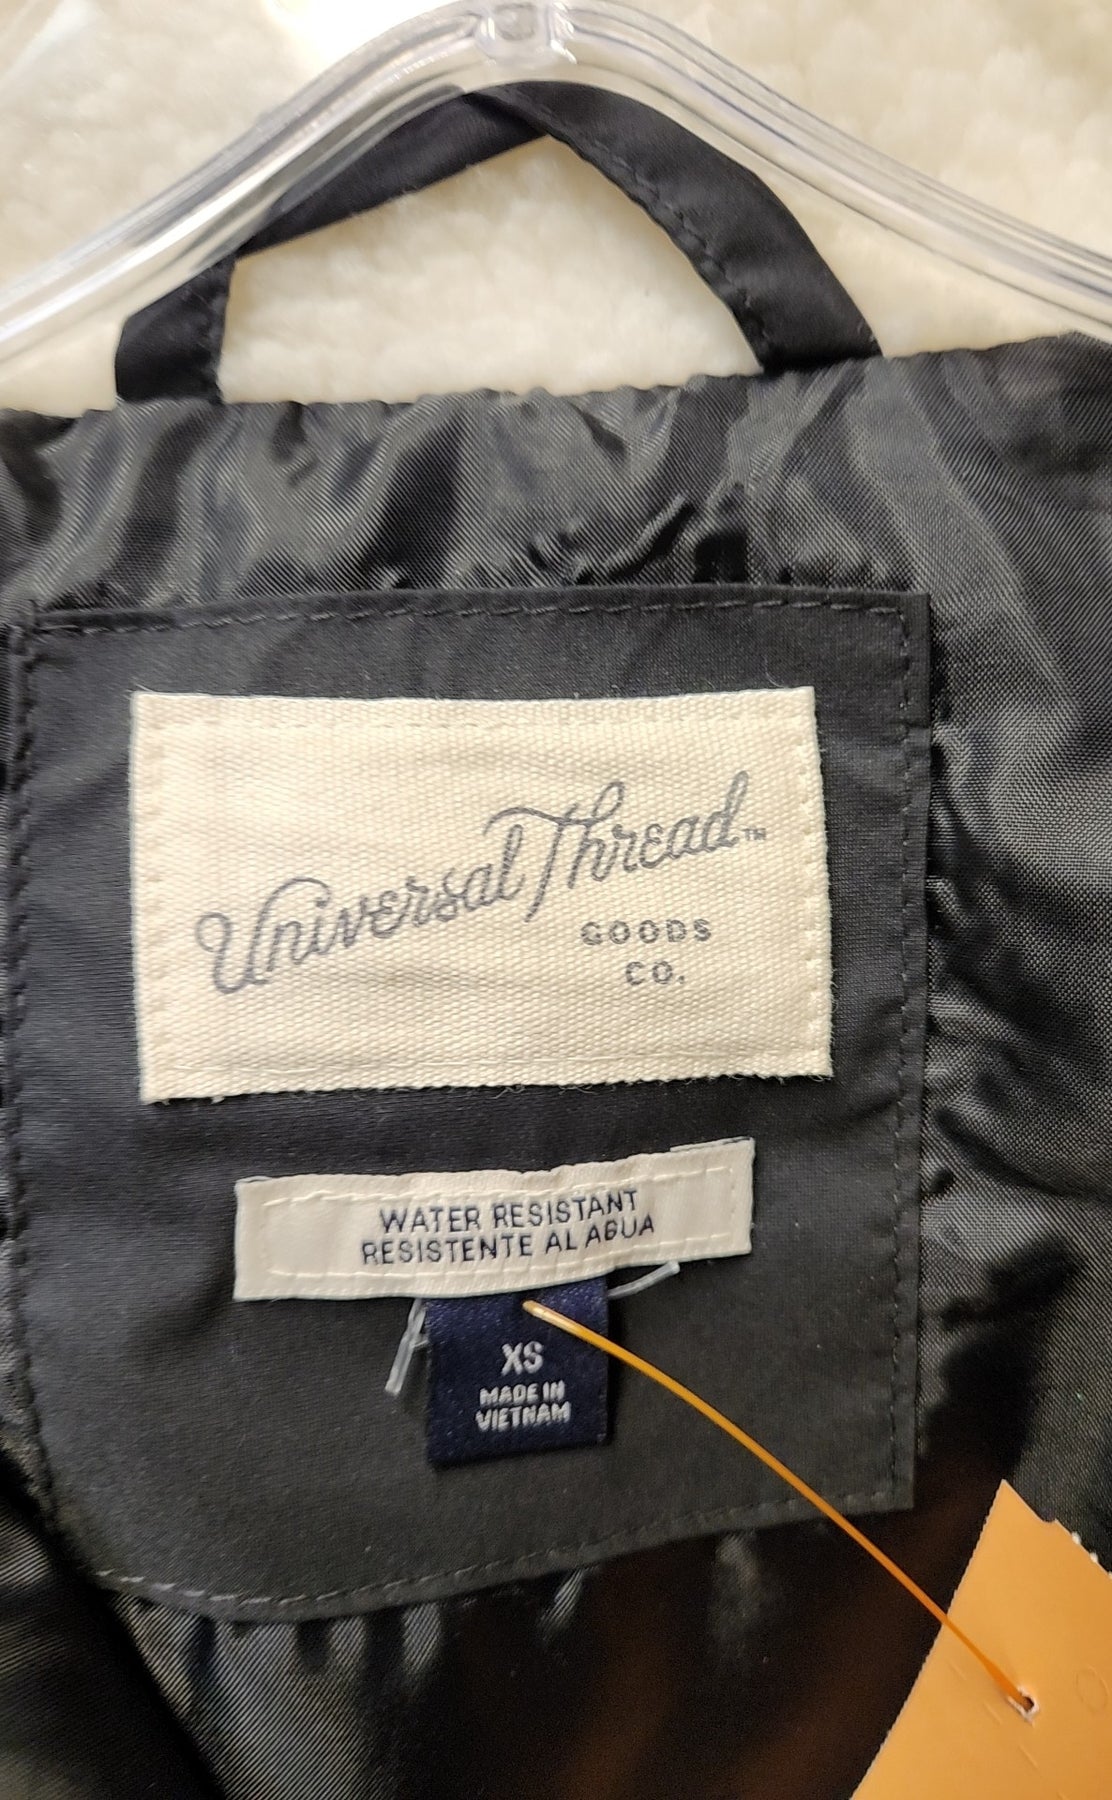 Universal Thread™
GOODS
CO.
WATER RESISTANT
RESISTENTE AL AGUA
XS
MADE IN
VIETNAM